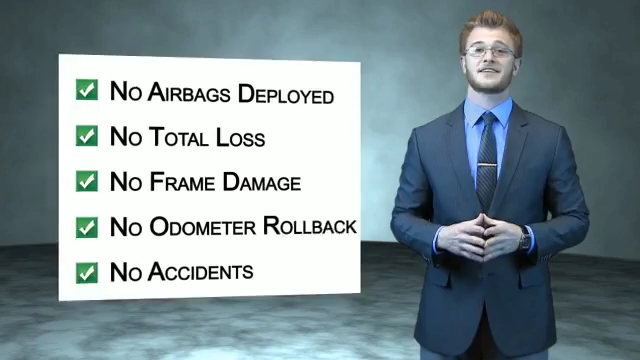 No Airbags Deployed
No Total Loss
No Frame Damage
No Odometer Rollback
No Accidents